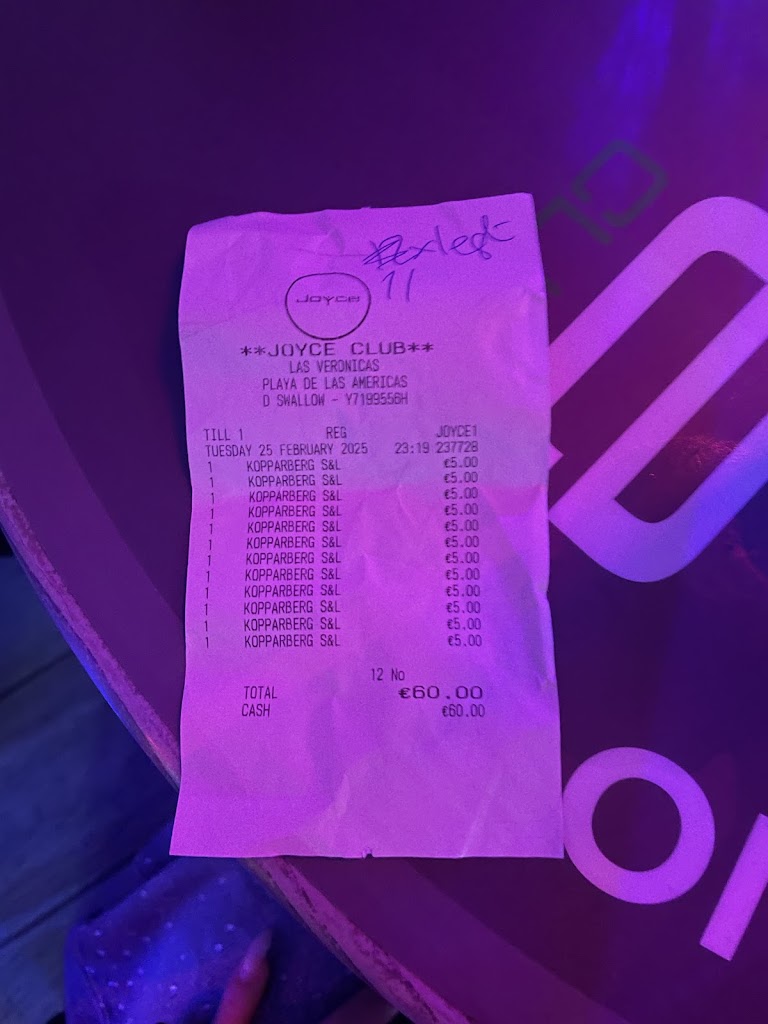 11
Joyce
**JOYCE CLUB**
LAS VERONICAS
PLAYA DE LAS AMERICAS
D SWALLOW - Y7199556H
TILL 1 REG JOYCE1
TUESDAY 25 FEBRUARY 2025 23:19 237728
1 KOPPARBERG S&L €5.00
1 KOPPARBERG S&L €5.00
1 KOPPARBERG S&L €5.00
1 KOPPARBERG S&L €5.00
1 KOPPARBERG S&L €5.00
1 KOPPARBERG S&L €5.00
1 KOPPARBERG S&L €5.00
1 KOPPARBERG S&L €5.00
1 KOPPARBERG S&L €5.00
1 KOPPARBERG S&L €5.00
1 KOPPARBERG S&L €5.00
1 KOPPARBERG S&L €5.00
12 No
TOTAL €60.00
CASH €60.00